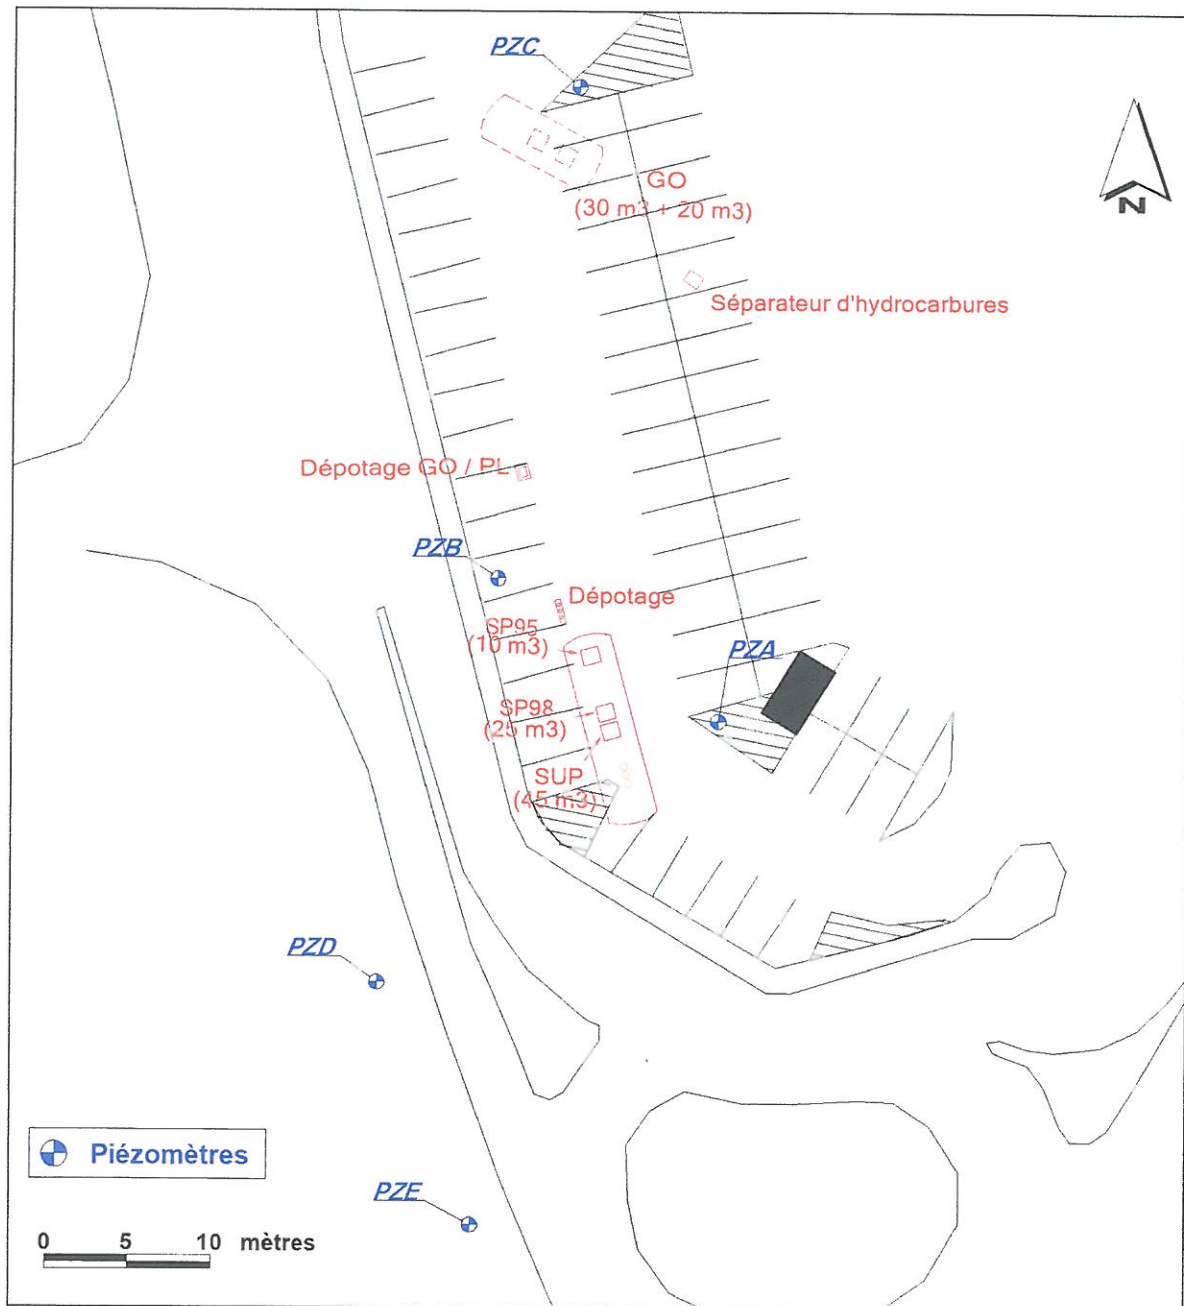 PZC
GO
(30 m3 + 20 m3)
N
Séparateur d'hydrocarbures
Dépotage GO / PL
PZB
Dépotage
SP95
(10 m3)
PZA
SP98
(25 m3)
SUP
(45 m3)
PZD
Piézomètres
PZE
0 5 10 mètres